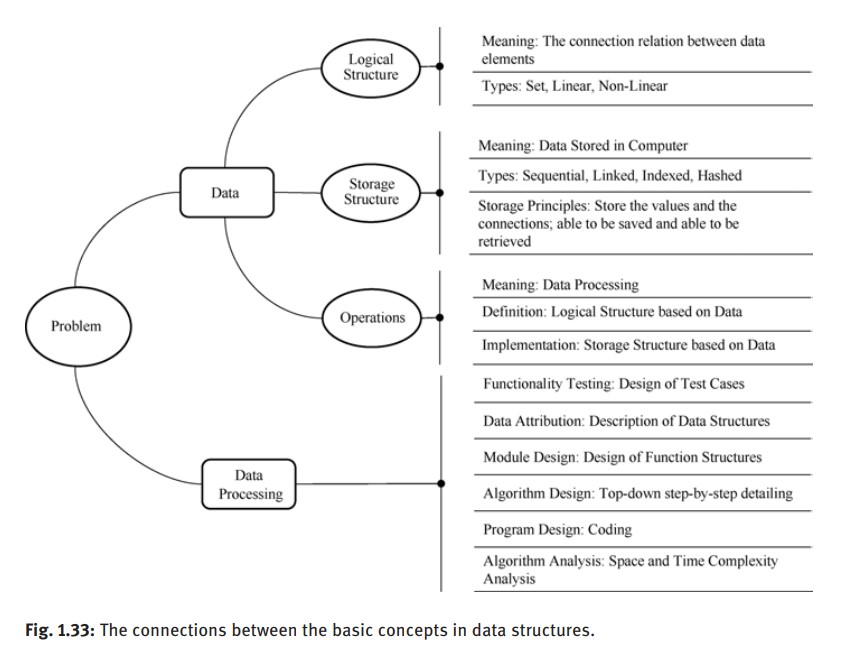 Logical
Structure
Meaning: The connection relation between data
elements
Types: Set, Linear, Non-Linear
Data
Storage
Structure
Meaning: Data Stored in Computer
Types: Sequential, Linked, Indexed, Hashed
Storage Principles: Store the values and the
connections; able to be saved and able to be
retrieved
Problem
Operations
Meaning: Data Processing
Definition: Logical Structure based on Data
Implementation: Storage Structure based on Data
Data
Processing
Functionality Testing: Design of Test Cases
Data Attribution: Description of Data Structures
Module Design: Design of Function Structures
Algorithm Design: Top-down step-by-step detailing
Program Design: Coding
Algorithm Analysis: Space and Time Complexity
Analysis
Fig. 1.33: The connections between the basic concepts in data structures.